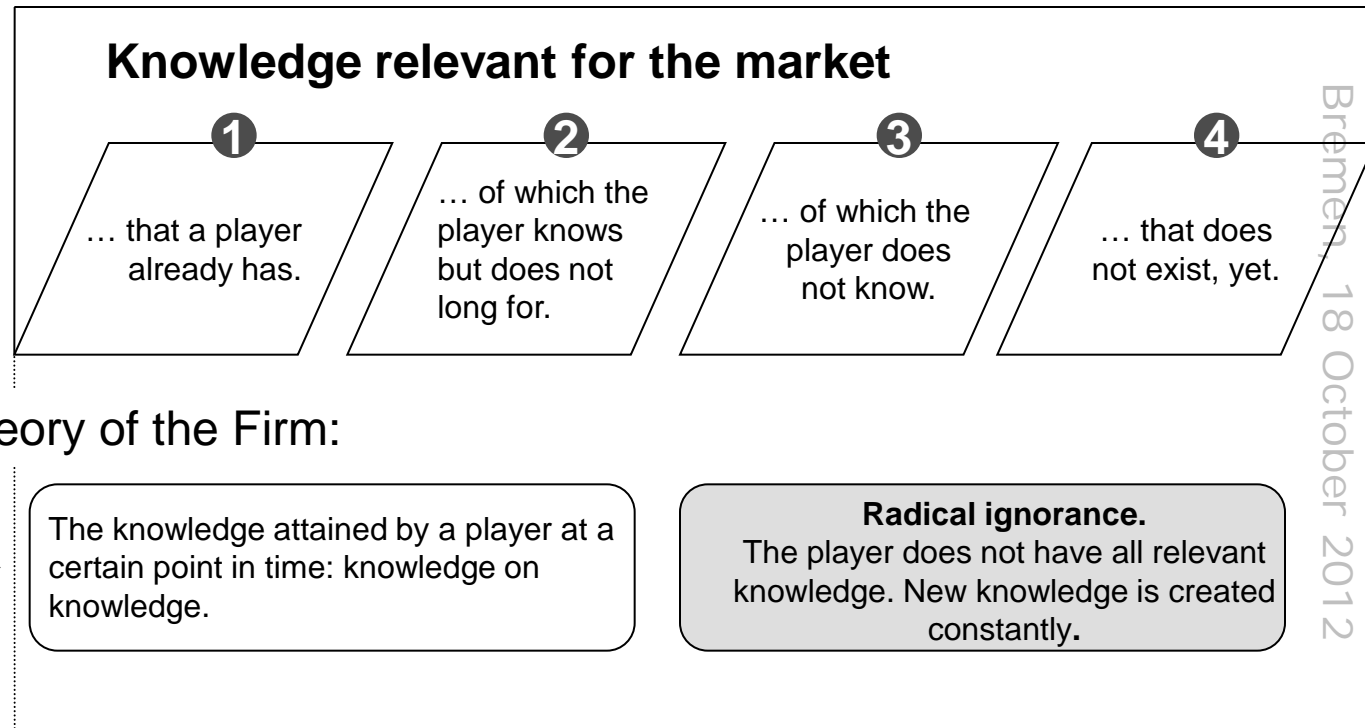 Knowledge relevant for the market
1
… that a player
already has.
2
… of which the
player knows
but does not
long for.
3
… of which the
player does
not know.
4
… that does
not exist, yet.
eory of the Firm:
The knowledge attained by a player at a
certain point in time: knowledge on
knowledge.
Radical ignorance.
The player does not have all relevant
knowledge. New knowledge is created
constantly.
Bremen, 18 October 2012